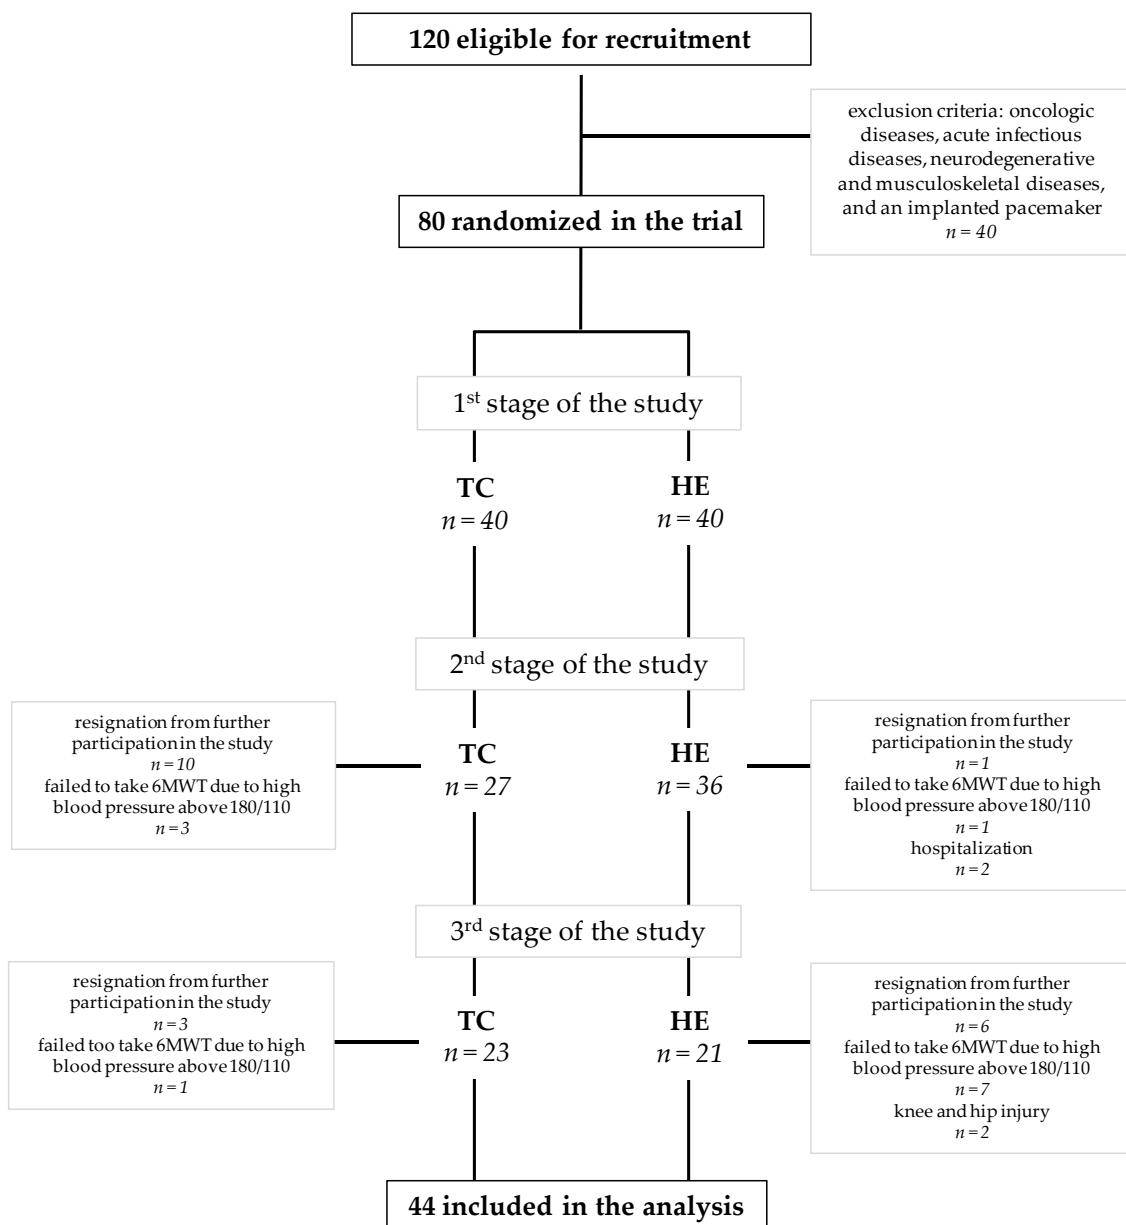 120 eligible for recruitment
exclusion criteria: oncologic
diseases, acute infectious
diseases, neurodegenerative
and musculoskeletal diseases,
and an implanted pacemaker
n = 40
80 randomized in the trial
1st stage of the study
TC
n = 40
HE
n = 40
2nd stage of the study
resignation from further
participation in the study
n = 10
failed to take 6MWT due to high
blood pressure above 180/110
n = 3
TC
n = 27
HE
n = 36
resignation from further
participation in the study
n = 1
failed to take 6MWT due to high
blood pressure above 180/110
n = 1
hospitalization
n = 2
3rd stage of the study
resignation from further
participation in the study
n = 3
failed too take 6MWT due to high
blood pressure above 180/110
n = 1
TC
n = 23
HE
n = 21
resignation from further
participation in the study
n = 6
failed to take 6MWT due to high
blood pressure above 180/110
n = 7
knee and hip injury
n = 2
44 included in the analysis